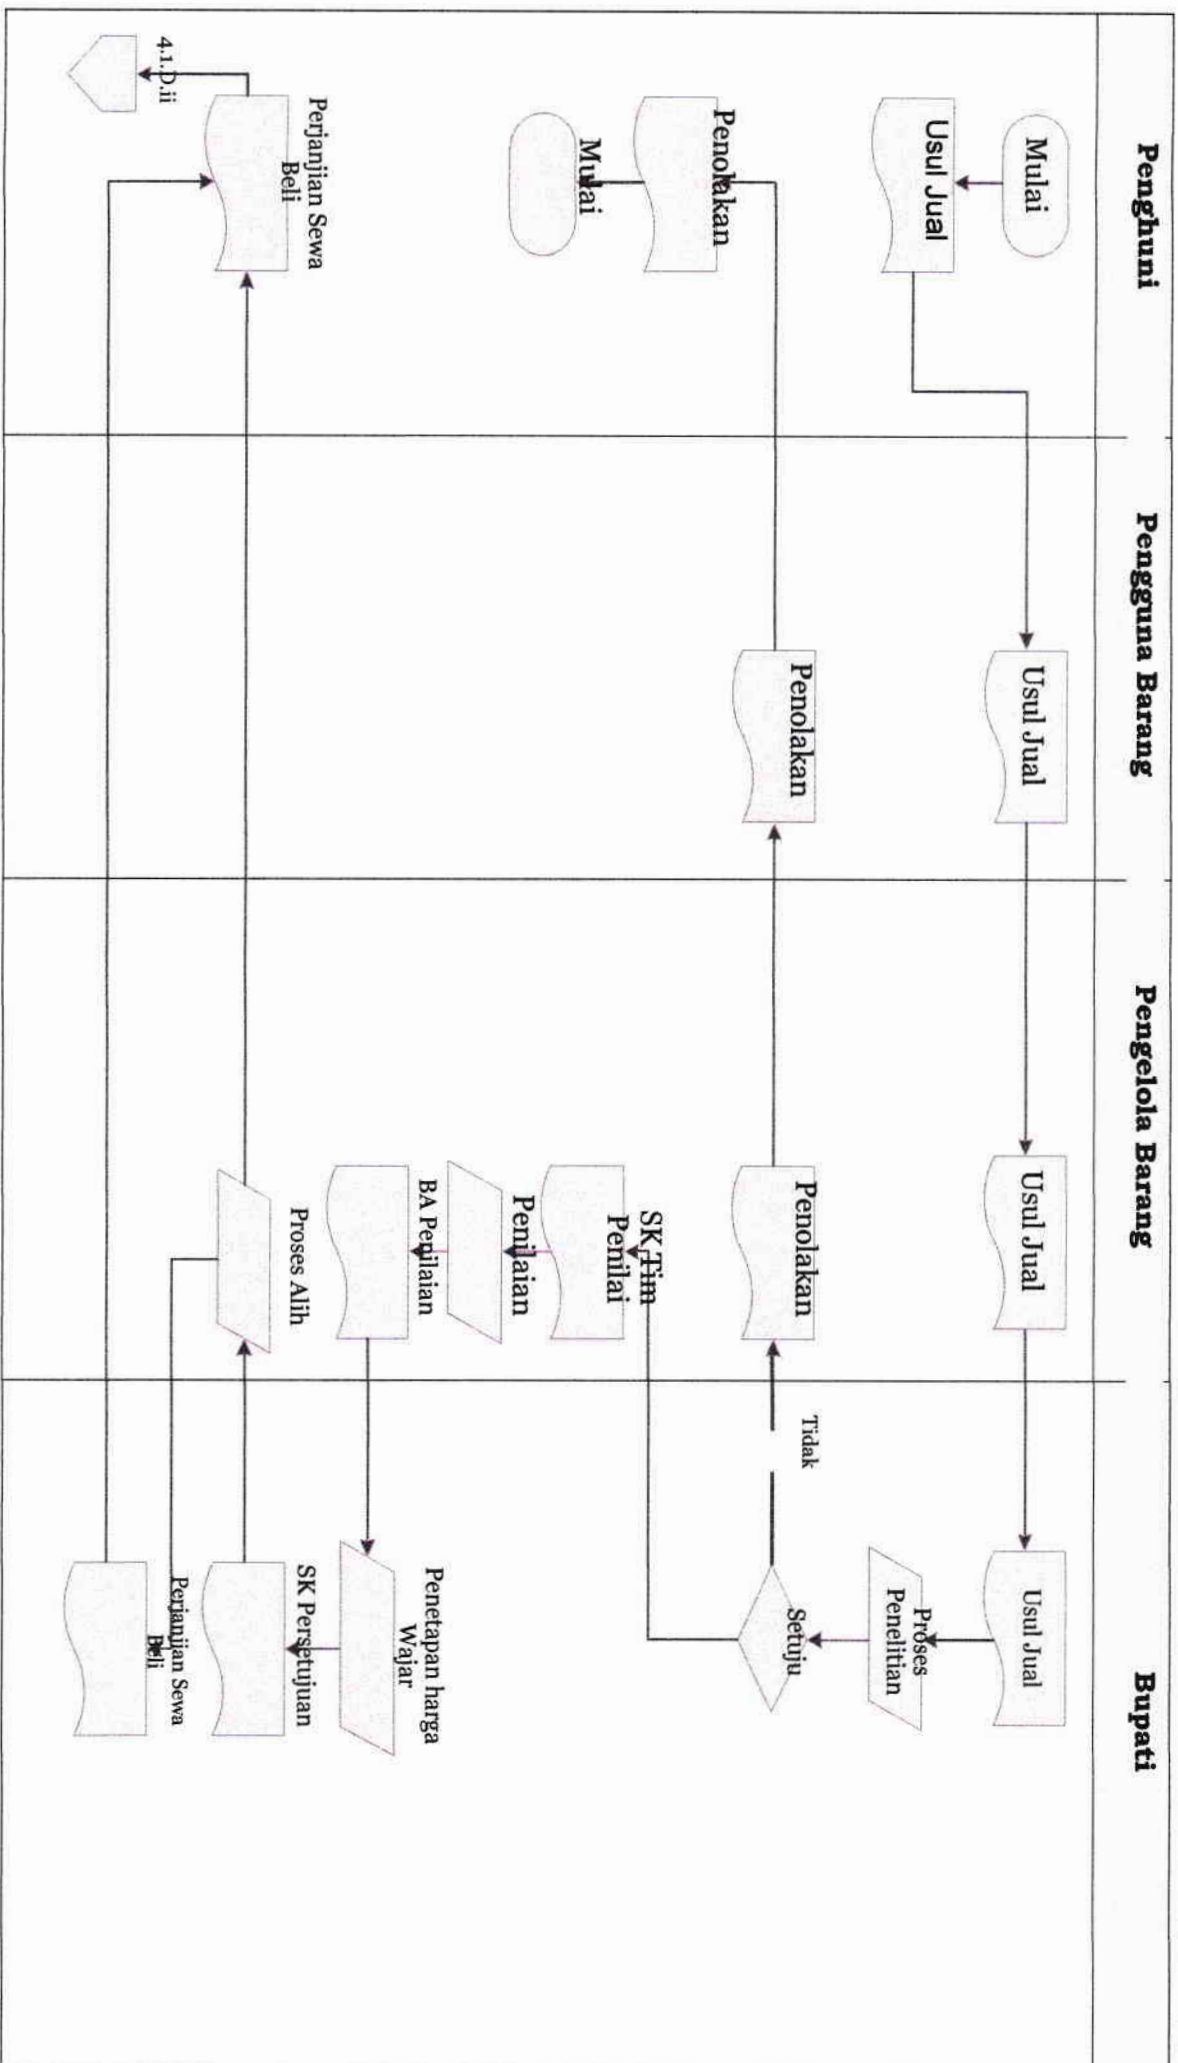 Penghuni
Pengguna Barang
Pengelola Barang
Bupati
Mulai
Usul Jual
Usul Jual
Usul Jual
Usul Jual
Proses
Penelitian
Setuju
Tidak
Penolakan
Penolakan
Penolakan
Mulai
SK Tim
Penilai
Penilaian
BA Penilaian
Penetapan harga
Wajar
SK Persetujuan
Proses Alih
Perjanjian Sewa
Beli
Perjanjian Sewa
Beli
4.1.D.ii